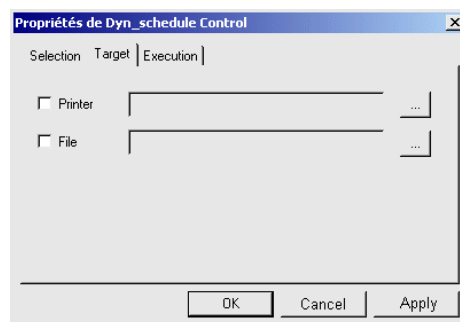 Propriétés de Dyn_schedule Control
Selection Target Execution
Printer ...
File ...
OK Cancel Apply